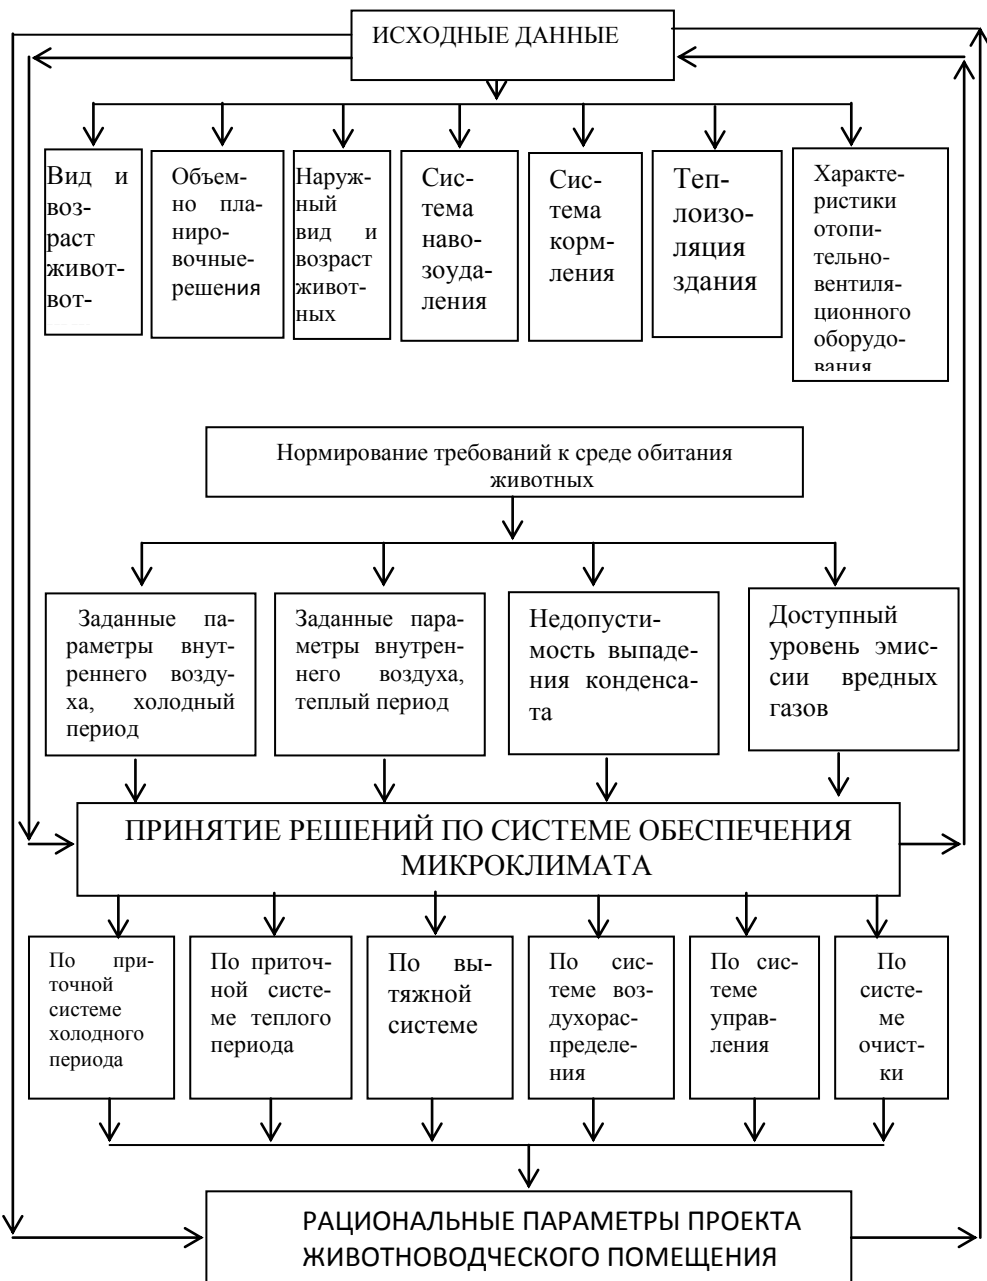 ИСХОДНЫЕ ДАННЫЕ
Вид и
воз-
раст
живот-
вот-
Объем-
но пла-
ниро-
вочные-
решения
Наруж-
ный
вид и
возраст
живот-
ных
Сис-
тема
наво-
зоуда-
ления
Сис-
тема
корм-
ления
Теп-
лоизо-
ляция
здания
Характе-
ристики
отопи-
тельно-
вентиля-
ционного
оборудо-
вания
Нормирование требований к среде обитания
животных
Заданные па-
раметры внут-
реннего возду-
ха, холодный
период
Заданные пара-
метры внутрен-
него воздуха,
теплый период
Недопусти-
мость выпаде-
ния конденса-
та
Доступный
уровень эмис-
сии вредных
газов
ПРИНЯТИЕ РЕШЕНИЙ ПО СИСТЕМЕ ОБЕСПЕЧЕНИЯ
МИКРОКЛИМАТА
По при-
точной
системе
холодного
периода
По приточ-
ной систе-
ме теплого
периода
По вы-
тяжной
системе
По сис-
теме воз-
духорас-
пределе-
ния
По сис-
теме
управ-
ления
По
систе-
ме
очист-
ки
РАЦИОНАЛЬНЫЕ ПАРАМЕТРЫ ПРОЕКТА
ЖИВОТНОВОДЧЕСКОГО ПОМЕЩЕНИЯ